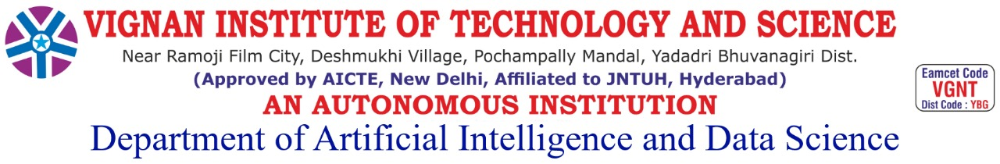 VIGNAN INSTITUTE OF TECHNOLOGY AND SCIENCE
Near Ramoji Film City, Deshmukhi Village, Pochampally Mandal, Yadadri Bhuvanagiri Dist.
(Approved by AICTE, New Delhi, Affiliated to JNTUH, Hyderabad)
AN AUTONOMOUS INSTITUTION
Department of Artificial Intelligence and Data Science
Eamcet Code
VGNT
Dist Code : YBG